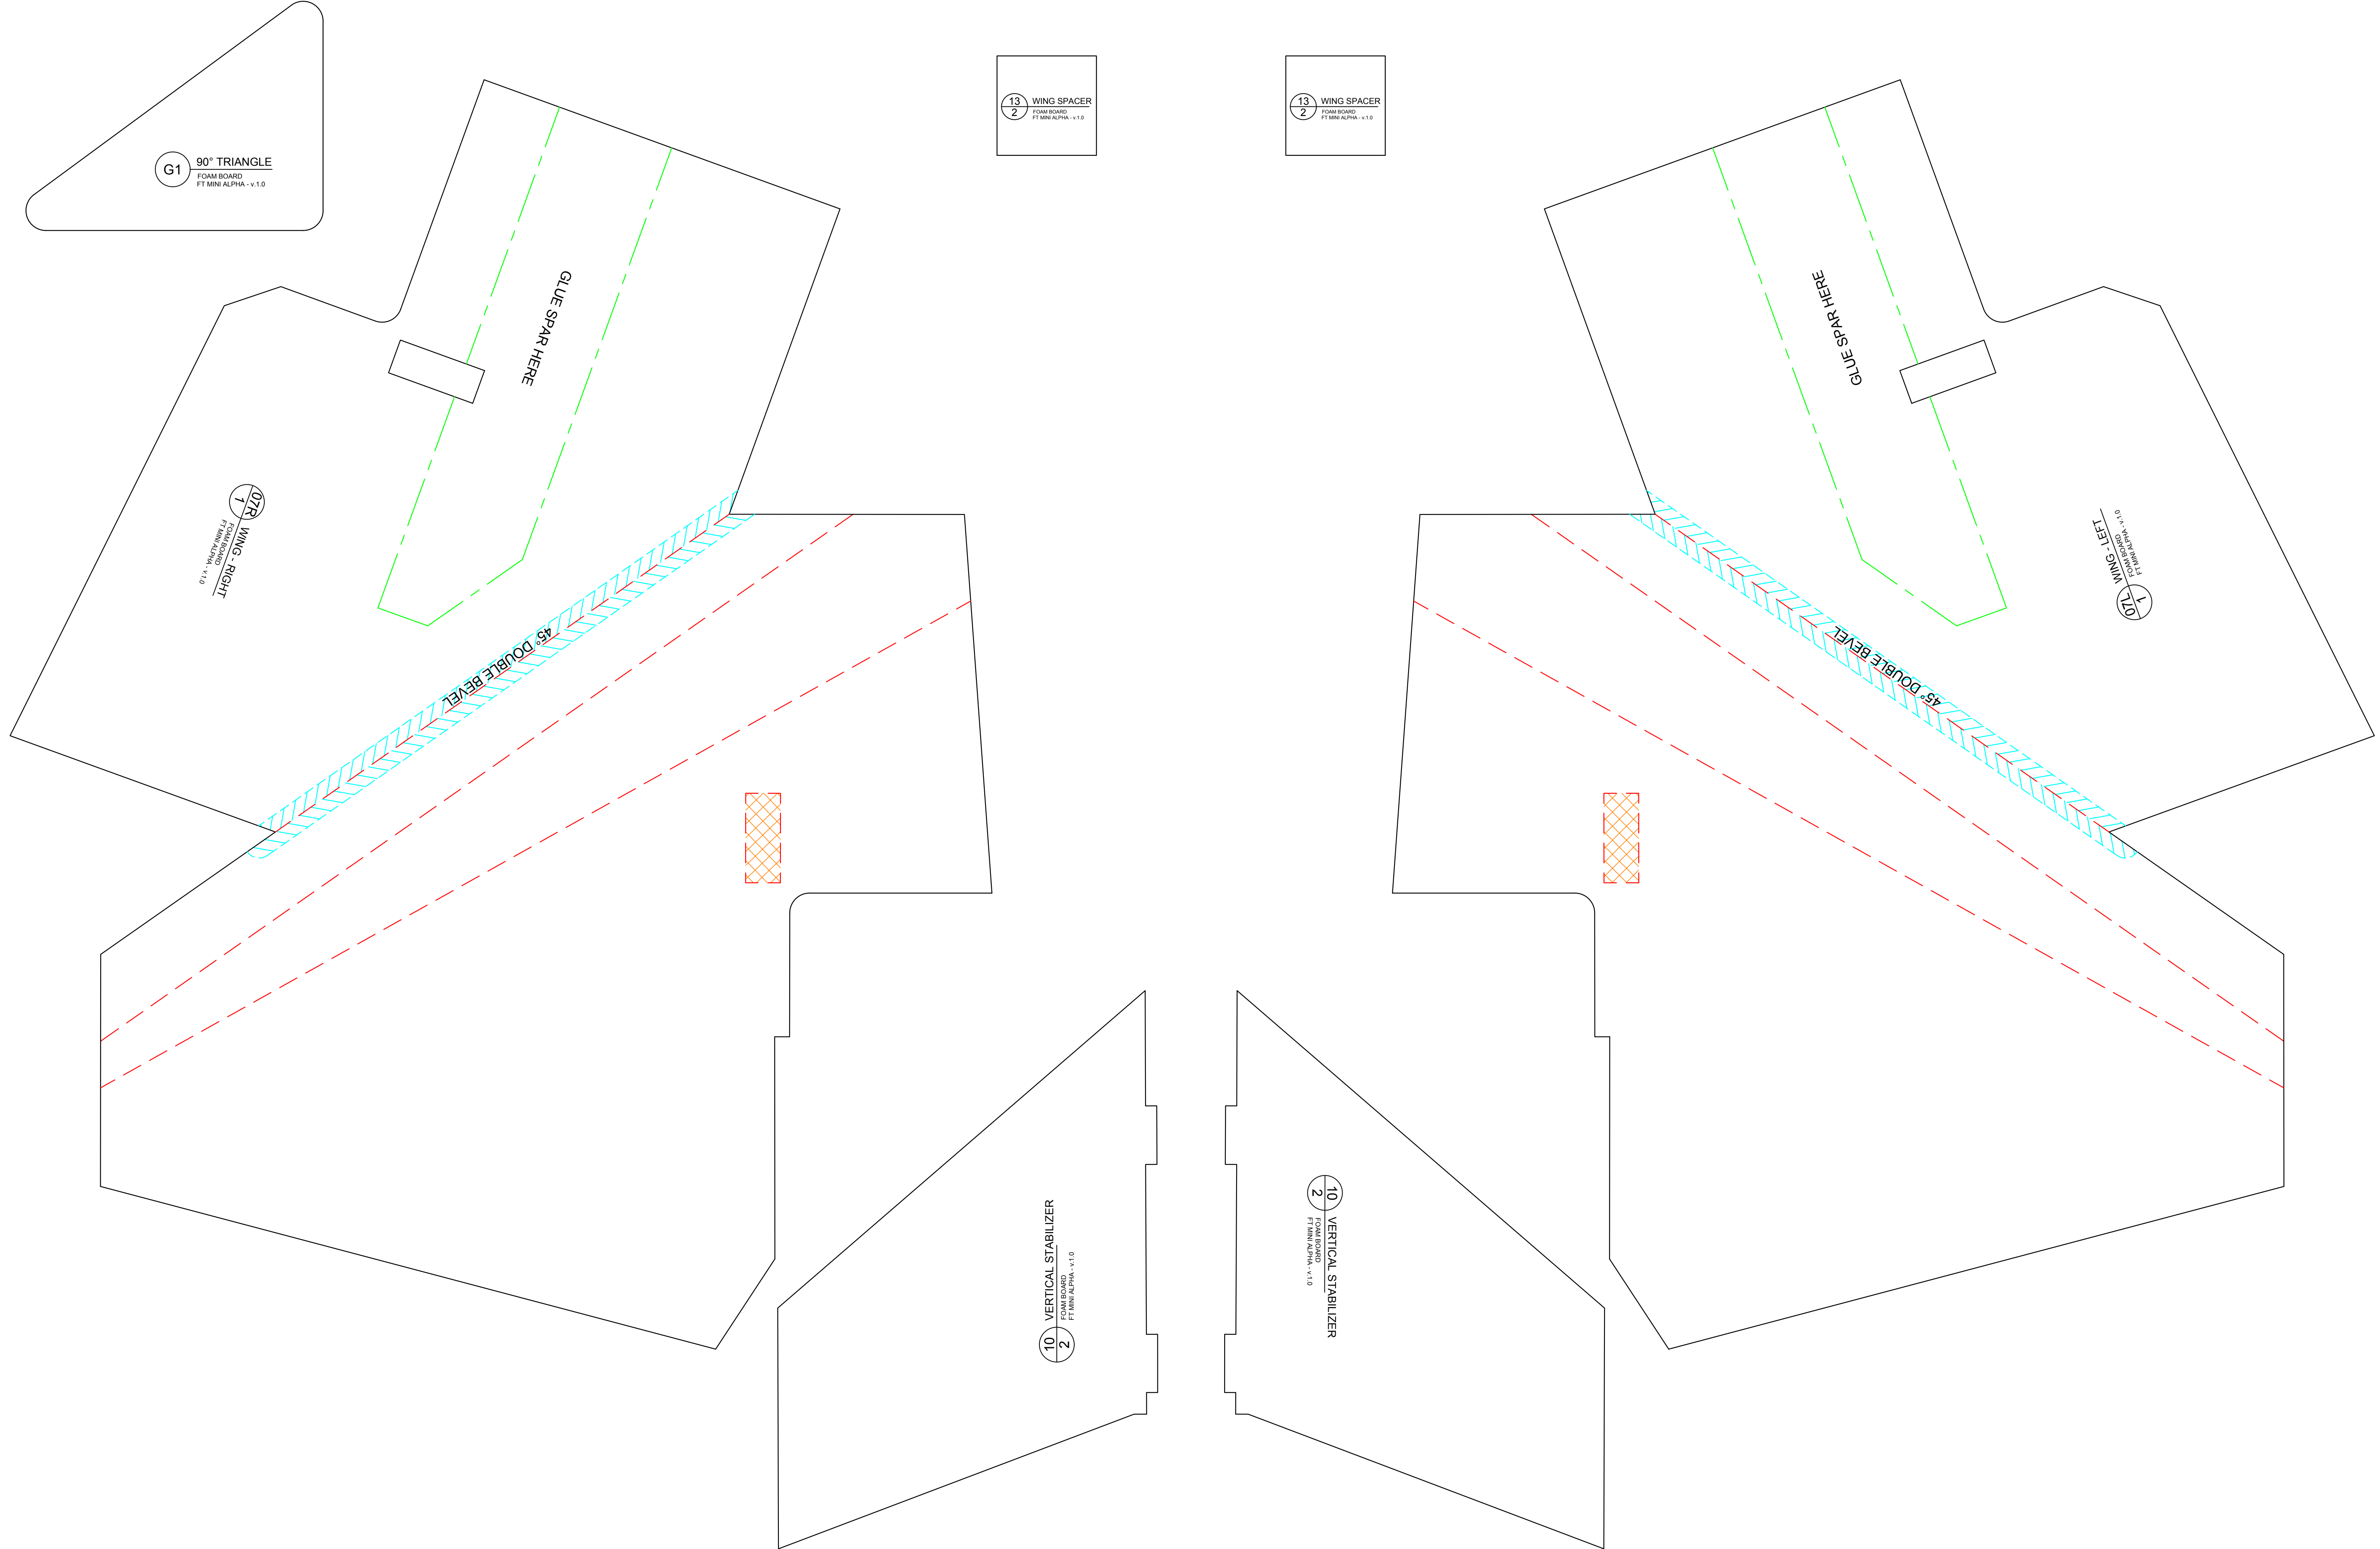 G1
90° TRIANGLE
FOAM BOARD
FT MINI ALPHA - v.1.0
13
2
WING SPACER
FOAM BOARD
FT MINI ALPHA - v.1.0
13
2
WING SPACER
FOAM BOARD
FT MINI ALPHA - v.1.0
GLUE SPAR HERE
GLUE SPAR HERE
07R
1
WING - RIGHT
FOAM BOARD
FT MINI ALPHA - v.1.0
07L
1
WING - LEFT
FOAM BOARD
FT MINI ALPHA - v.1.0
45° DOUBLE BEVEL
45° DOUBLE BEVEL
10
2
VERTICAL STABILIZER
FOAM BOARD
FT MINI ALPHA - v.1.0
10
2
VERTICAL STABILIZER
FOAM BOARD
FT MINI ALPHA - v.1.0